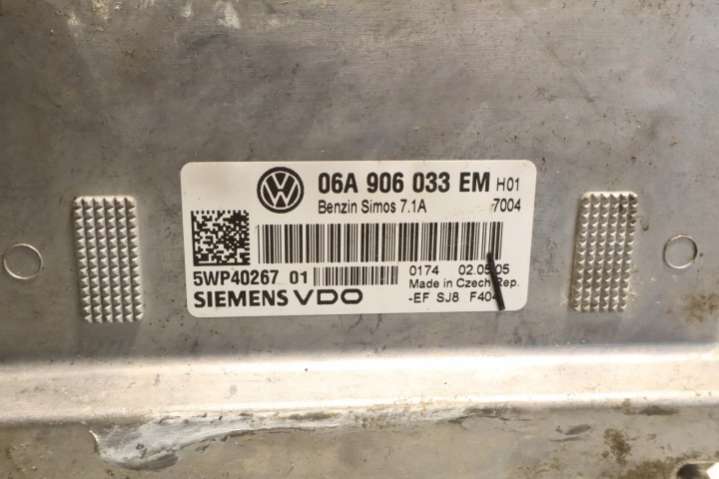 VW 06A 906 033 EM H01
Benzin Simos 7.1A 7004
5WP40267 01 0174 02.05.05
Made in Czech Rep.
SIEMENS VDO -EF SJ8